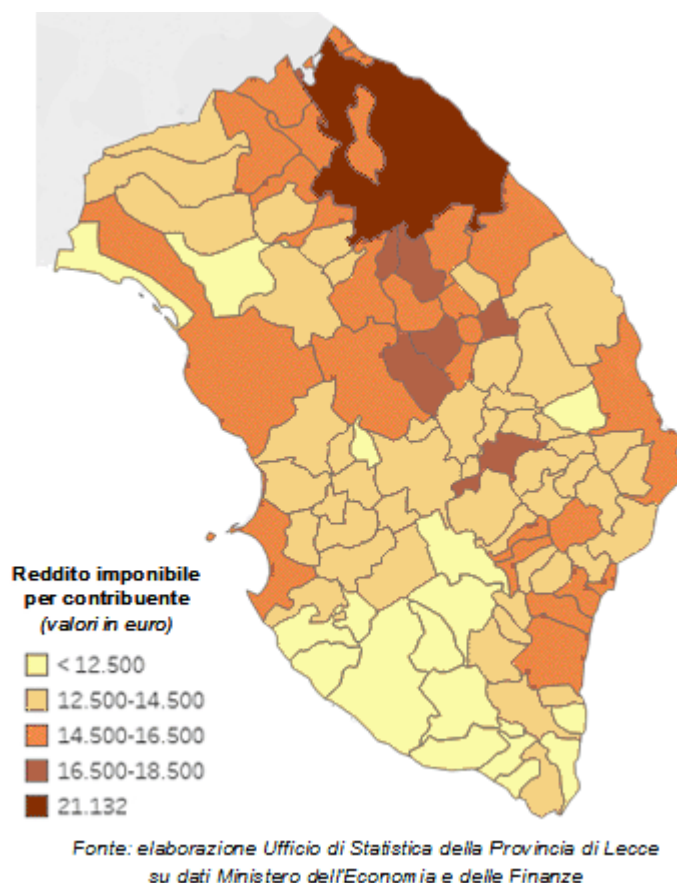 Reddito imponibile
per contribuente
(valori in euro)
< 12.500
12.500-14.500
14.500-16.500
16.500-18.500
21.132
Fonte: elaborazione Ufficio di Statistica della Provincia di Lecce
su dati Ministero dell'Economia e delle Finanze